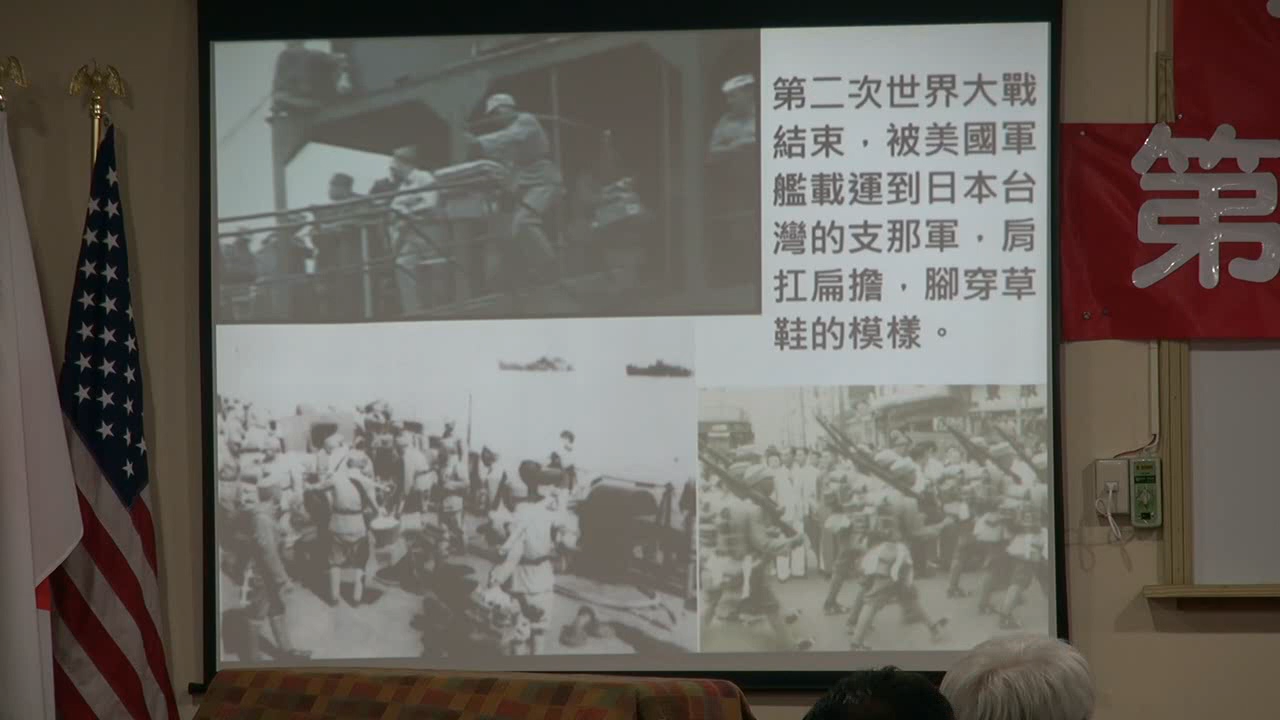 第二次世界大戰
結束，被美國軍
艦載運到日本台
灣的支那軍，肩
扛扁擔，腳穿草
鞋的模樣。
第